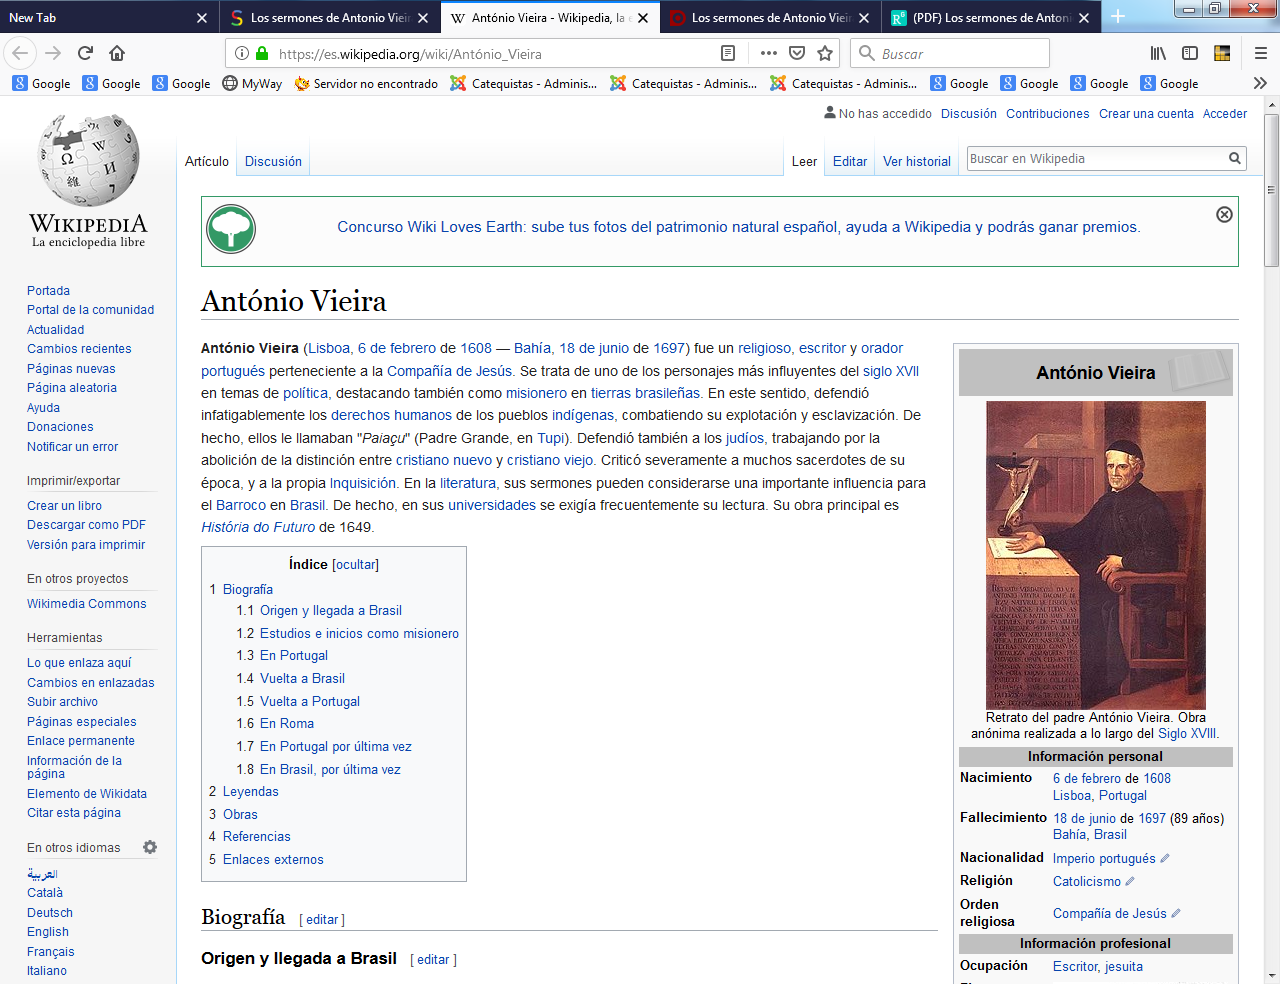 New Tab
Los sermones de Antonio Vieir
António Vieira - Wikipedia, la e
Los sermones de Antonio Vieir
(PDF) Los sermones de Antoni
https://es.wikipedia.org/wiki/António_Vieira
Buscar
Google Google Google MyWay Servidor no encontrado Catequistas - Adminis... Catequistas - Adminis... Catequistas - Adminis... Google Google Google Google
No has accedido Discusión Contribuciones Crear una cuenta Acceder
Artículo Discusión Leer Editar Ver historial Buscar en Wikipedia
WIKIPEDIA
La enciclopedia libre
Portada
Portal de la comunidad
Actualidad
Cambios recientes
Páginas nuevas
Página aleatoria
Ayuda
Donaciones
Notificar un error
Imprimir/exportar
Crear un libro
Descargar como PDF
Versión para imprimir
En otros proyectos
Wikimedia Commons
Herramientas
Lo que enlaza aquí
Cambios en enlazadas
Subir archivo
Páginas especiales
Enlace permanente
Información de la
página
Elemento de Wikidata
Citar esta página
En otros idiomas
العربية
Català
Deutsch
English
Français
Italiano
Concurso Wiki Loves Earth: sube tus fotos del patrimonio natural español, ayuda a Wikipedia y podrás ganar premios.
António Vieira
António Vieira (Lisboa, 6 de febrero de 1608 — Bahía, 18 de junio de 1697) fue un religioso, escritor y orador
portugués perteneciente a la Compañía de Jesús. Se trata de uno de los personajes más influyentes del siglo XVII
en temas de política, destacando también como misionero en tierras brasileñas. En este sentido, defendió
infatigablemente los derechos humanos de los pueblos indígenas, combatiendo su explotación y esclavización. De
hecho, ellos le llamaban "Paiaçu" (Padre Grande, en Tupi). Defendió también a los judíos, trabajando por la
abolición de la distinción entre cristiano nuevo y cristiano viejo. Criticó severamente a muchos sacerdotes de su
época, y a la propia Inquisición. En la literatura, sus sermones pueden considerarse una importante influencia para
el Barroco en Brasil. De hecho, en sus universidades se exigía frecuentemente su lectura. Su obra principal es
História do Futuro de 1649.
Índice [ocultar]
1 Biografía
1.1 Origen y llegada a Brasil
1.2 Estudios e inicios como misionero
1.3 En Portugal
1.4 Vuelta a Brasil
1.5 Vuelta a Portugal
1.6 En Roma
1.7 En Portugal por última vez
1.8 En Brasil, por última vez
2 Leyendas
3 Obras
4 Referencias
5 Enlaces externos
Biografía [ editar ]
Origen y llegada a Brasil [ editar ]
António Vieira
Retrato del padre António Vieira. Obra
anónima realizada a lo largo del Siglo XVIII.
Información personal
Nacimiento 6 de febrero de 1608
Lisboa, Portugal
Fallecimiento 18 de junio de 1697 (89 años)
Bahía, Brasil
Nacionalidad Imperio portugués
Religión Catolicismo
Orden
religiosa Compañía de Jesús
Información profesional
Ocupación Escritor, jesuita